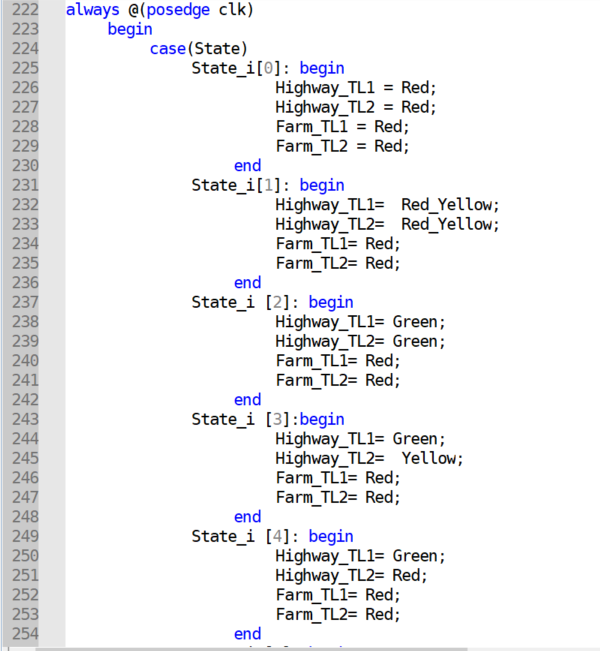 222 always @(posedge clk)
223 begin
224 case(State)
225 State_i[0]: begin
226 Highway_TL1 = Red;
227 Highway_TL2 = Red;
228 Farm_TL1 = Red;
229 Farm_TL2 = Red;
230 end
231 State_i[1]: begin
232 Highway_TL1=  Red_Yellow;
233 Highway_TL2=  Red_Yellow;
234 Farm_TL1= Red;
235 Farm_TL2= Red;
236 end
237 State_i [2]: begin
238 Highway_TL1= Green;
239 Highway_TL2= Green;
240 Farm_TL1= Red;
241 Farm_TL2= Red;
242 end
243 State_i [3]:begin
244 Highway_TL1= Green;
245 Highway_TL2=  Yellow;
246 Farm_TL1= Red;
247 Farm_TL2= Red;
248 end
249 State_i [4]: begin
250 Highway_TL1= Green;
251 Highway_TL2= Red;
252 Farm_TL1= Red;
253 Farm_TL2= Red;
254 end